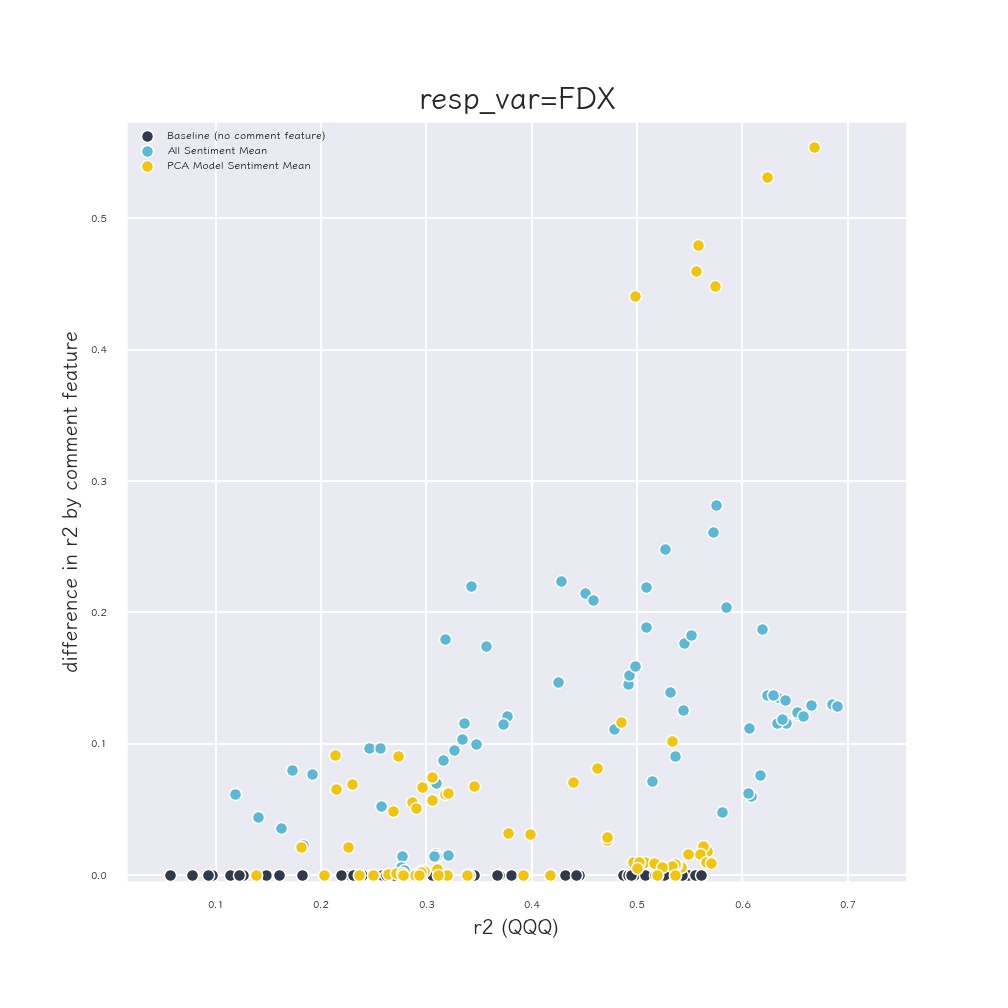 resp_var=FDX
Baseline (no comment feature)
All Sentiment Mean
PCA Model Sentiment Mean
difference in r2 by comment feature
0.5
0.4
0.3
0.2
0.1
0.0
0.1 0.2 0.3 0.4 0.5 0.6 0.7
r2 (QQQ)